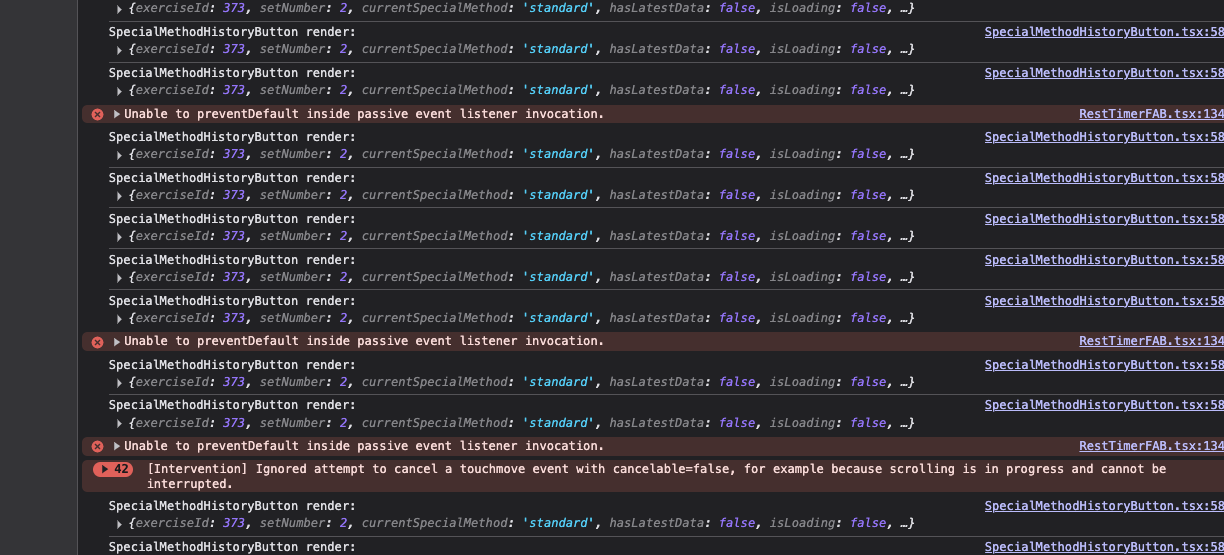 {exerciseId: 373, setNumber: 2, currentSpecialMethod: 'standard', hasLatestData: false, isLoading: false, …}
SpecialMethodHistoryButton render: SpecialMethodHistoryButton.tsx:58
{exerciseId: 373, setNumber: 2, currentSpecialMethod: 'standard', hasLatestData: false, isLoading: false, …}
SpecialMethodHistoryButton render: SpecialMethodHistoryButton.tsx:58
{exerciseId: 373, setNumber: 2, currentSpecialMethod: 'standard', hasLatestData: false, isLoading: false, …}
Unable to preventDefault inside passive event listener invocation. RestTimerFAB.tsx:134
SpecialMethodHistoryButton render: SpecialMethodHistoryButton.tsx:58
{exerciseId: 373, setNumber: 2, currentSpecialMethod: 'standard', hasLatestData: false, isLoading: false, …}
SpecialMethodHistoryButton render: SpecialMethodHistoryButton.tsx:58
{exerciseId: 373, setNumber: 2, currentSpecialMethod: 'standard', hasLatestData: false, isLoading: false, …}
SpecialMethodHistoryButton render: SpecialMethodHistoryButton.tsx:58
{exerciseId: 373, setNumber: 2, currentSpecialMethod: 'standard', hasLatestData: false, isLoading: false, …}
SpecialMethodHistoryButton render: SpecialMethodHistoryButton.tsx:58
{exerciseId: 373, setNumber: 2, currentSpecialMethod: 'standard', hasLatestData: false, isLoading: false, …}
SpecialMethodHistoryButton render: SpecialMethodHistoryButton.tsx:58
{exerciseId: 373, setNumber: 2, currentSpecialMethod: 'standard', hasLatestData: false, isLoading: false, …}
Unable to preventDefault inside passive event listener invocation. RestTimerFAB.tsx:134
SpecialMethodHistoryButton render: SpecialMethodHistoryButton.tsx:58
{exerciseId: 373, setNumber: 2, currentSpecialMethod: 'standard', hasLatestData: false, isLoading: false, …}
SpecialMethodHistoryButton render: SpecialMethodHistoryButton.tsx:58
{exerciseId: 373, setNumber: 2, currentSpecialMethod: 'standard', hasLatestData: false, isLoading: false, …}
Unable to preventDefault inside passive event listener invocation. RestTimerFAB.tsx:134
42 [Intervention] Ignored attempt to cancel a touchmove event with cancelable=false, for example because scrolling is in progress and cannot be
interrupted.
SpecialMethodHistoryButton render: SpecialMethodHistoryButton.tsx:58
{exerciseId: 373, setNumber: 2, currentSpecialMethod: 'standard', hasLatestData: false, isLoading: false, …}
SpecialMethodHistoryButton render: SpecialMethodHistoryButton.tsx:58